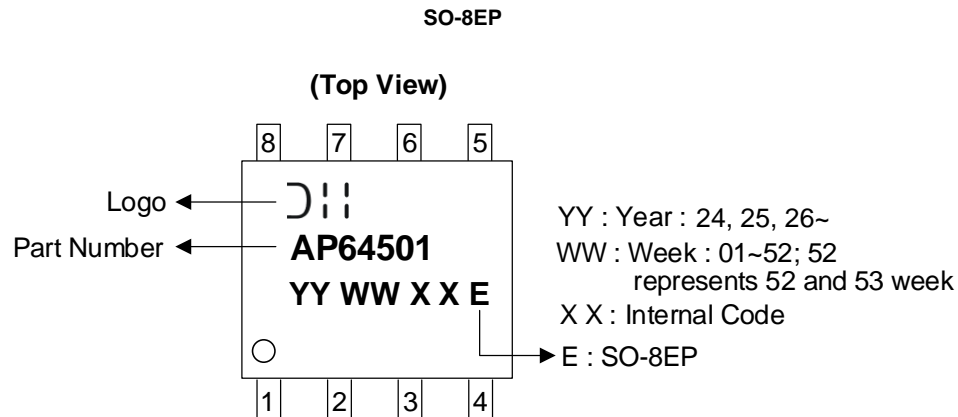 SO-8EP
(Top View)
8 7 6 5
Logo
Part Number
AP64501
YY WW X X E
YY : Year : 24, 25, 26~
WW : Week : 01~52; 52
represents 52 and 53 week
X X : Internal Code
E : SO-8EP
1 2 3 4